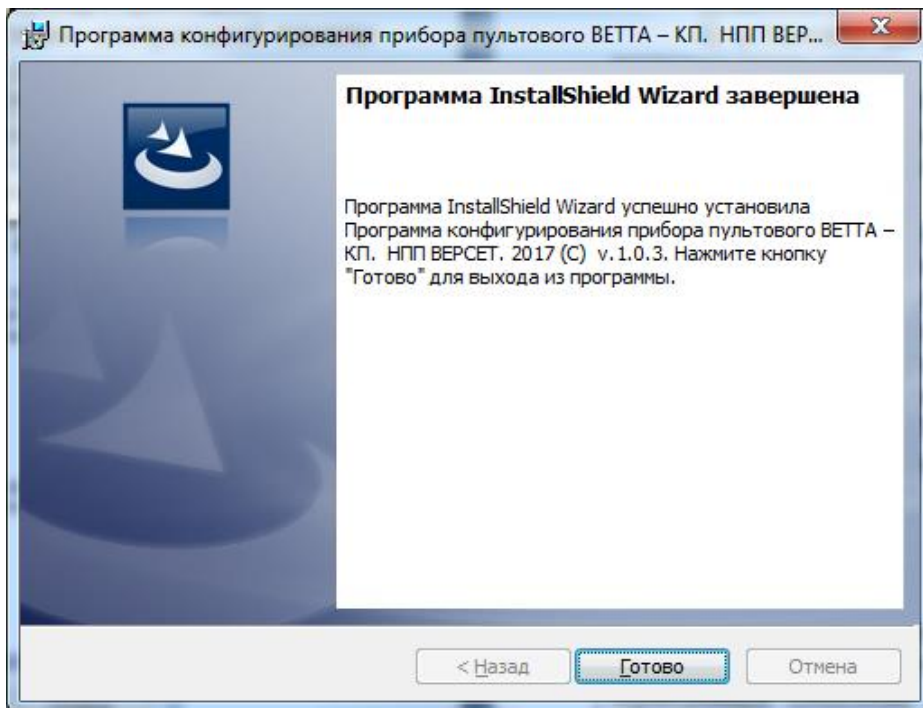 Программа конфигурирования прибора пультового ВЕТТА – КП. НПП ВЕР...
Программа InstallShield Wizard завершена
Программа InstallShield Wizard успешно установила
Программа конфигурирования прибора пультового ВЕТТА –
КП. НПП ВЕРСЕТ. 2017 (C) v.1.0.3. Нажмите кнопку
"Готово" для выхода из программы.
< Назад
Готово
Отмена